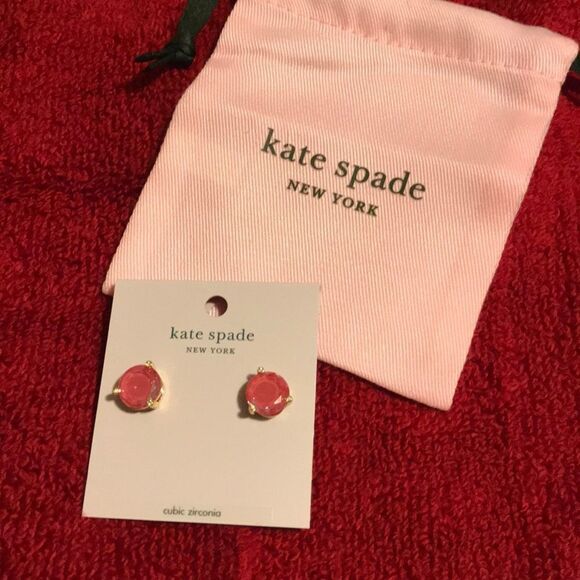 kate spade
NEW YORK
kate spade
NEW YORK
cubic zirconia